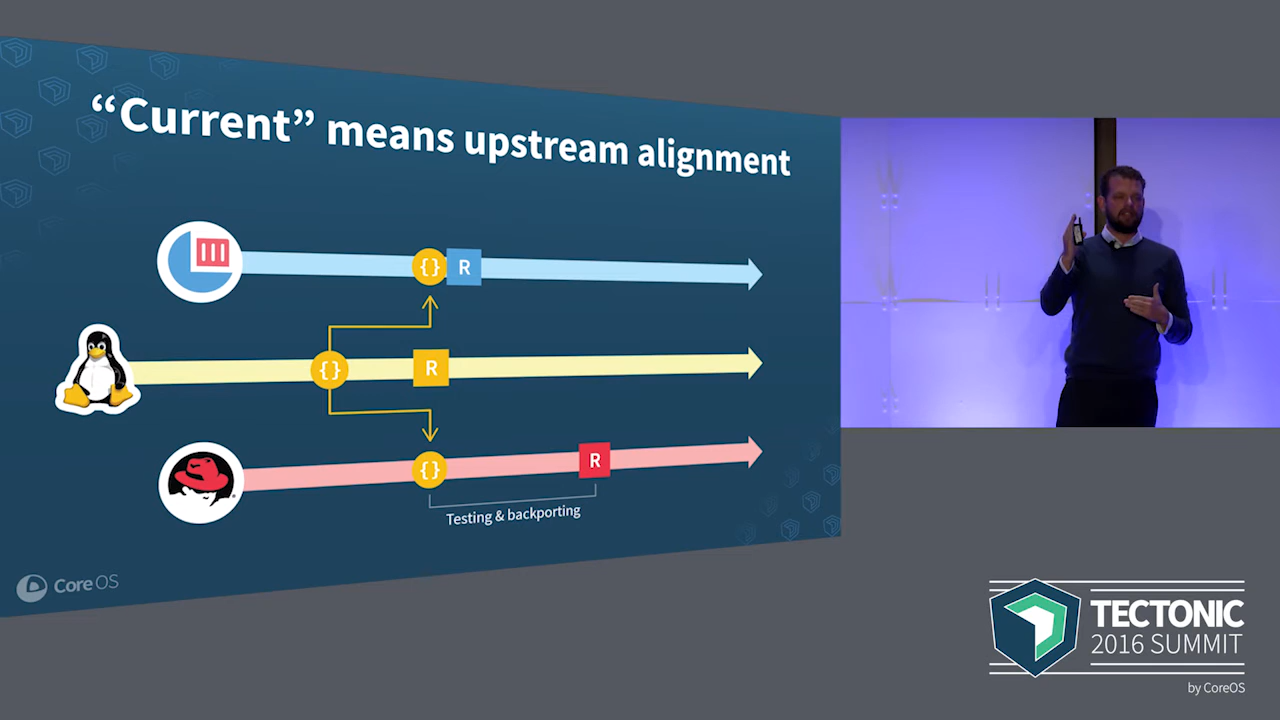 “Current” means upstream alignment
{} R
{} R
{} R
Testing & backporting
CoreOS
TECTONIC
2016 SUMMIT
by CoreOS